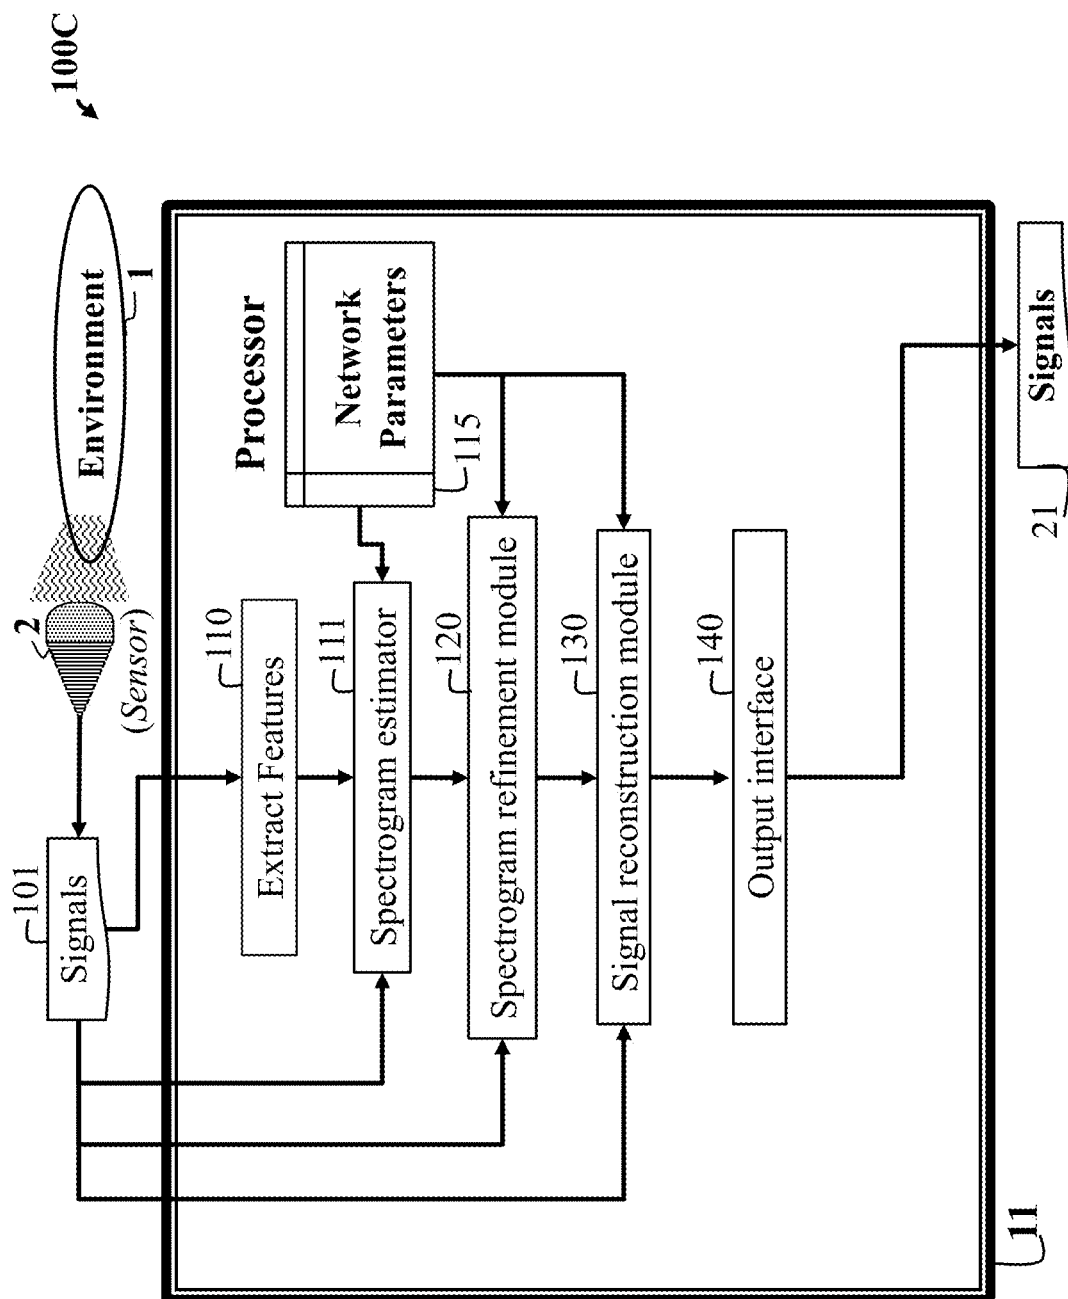 100C
Environment
1
2
(Sensor)
101
Signals
Processor
Network
Parameters
115
110
Extract Features
111
Spectrogram estimator
120
Spectrogram refinement module
130
Signal reconstruction module
140
Output interface
Signals
21
11